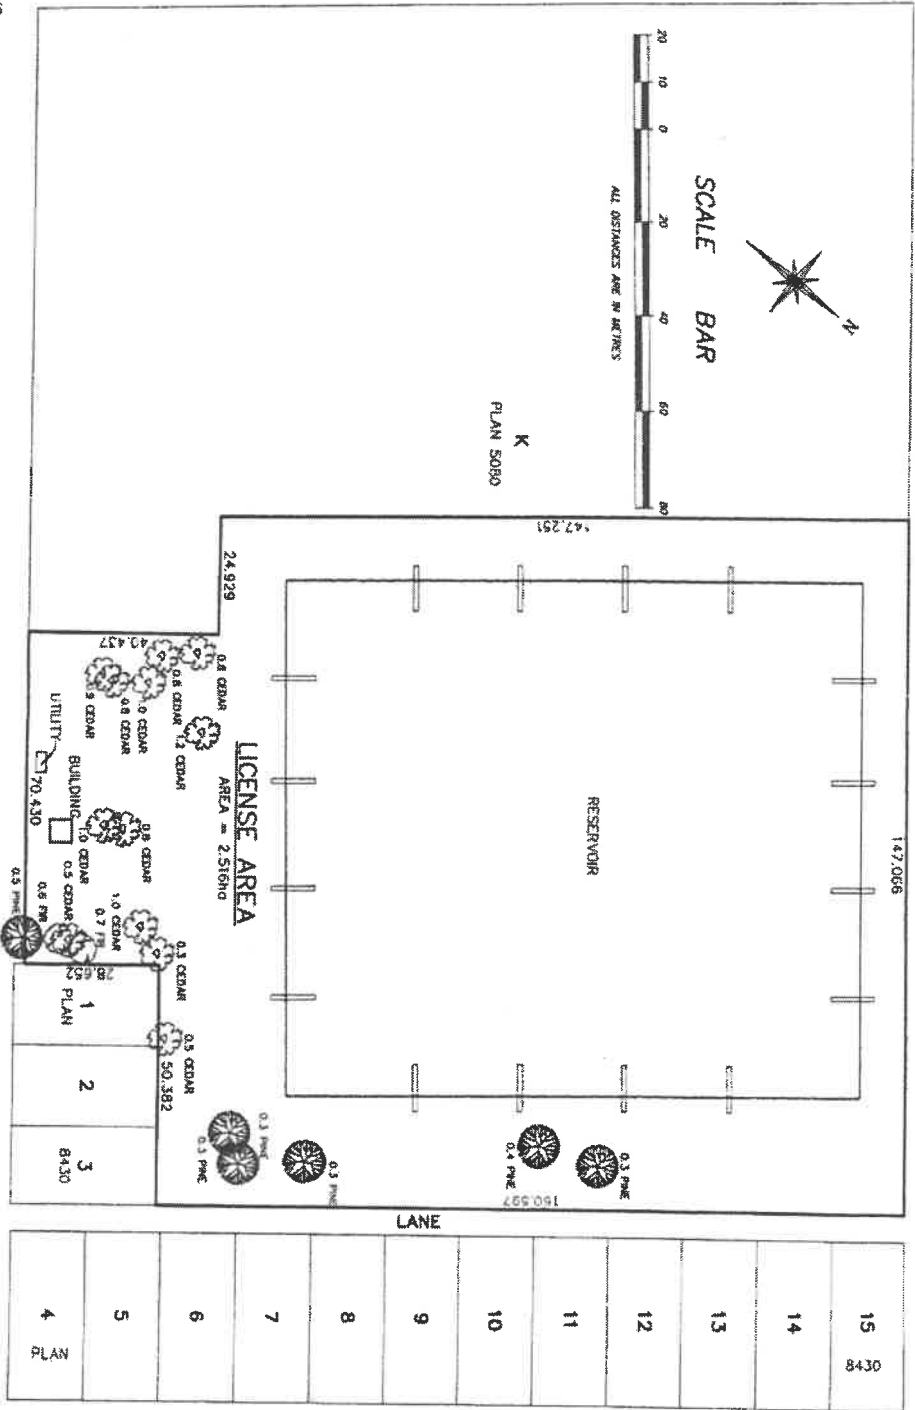 20 10 0 20 40 60 80
SCALE BAR
ALL DISTANCES ARE IN METRES
N
K
PLAN 5080
147.251
147.066
24.929
40.437
RESERVOIR
LICENSE AREA
AREA = 2.516ha
0.6 CEDAR
0.8 CEDAR
1.2 CEDAR
1.0 CEDAR
0.8 CEDAR
9 CEDAR
UTILITY
BUILDING
70.430
1.0 CEDAR
0.8 CEDAR
0.5 CEDAR
1.0 CEDAR
0.6 FIR
0.7
0.5 PINE
0.3 CEDAR
28.652
0.5 CEDAR
50.382
0.3 PINE
0.3 PINE
0.3 PINE
0.4 PINE
0.3 PINE
160.597
1
PLAN
2
3
8430
LANE
4
PLAN
5
6
7
8
9
10
11
12
13
14
15
8430